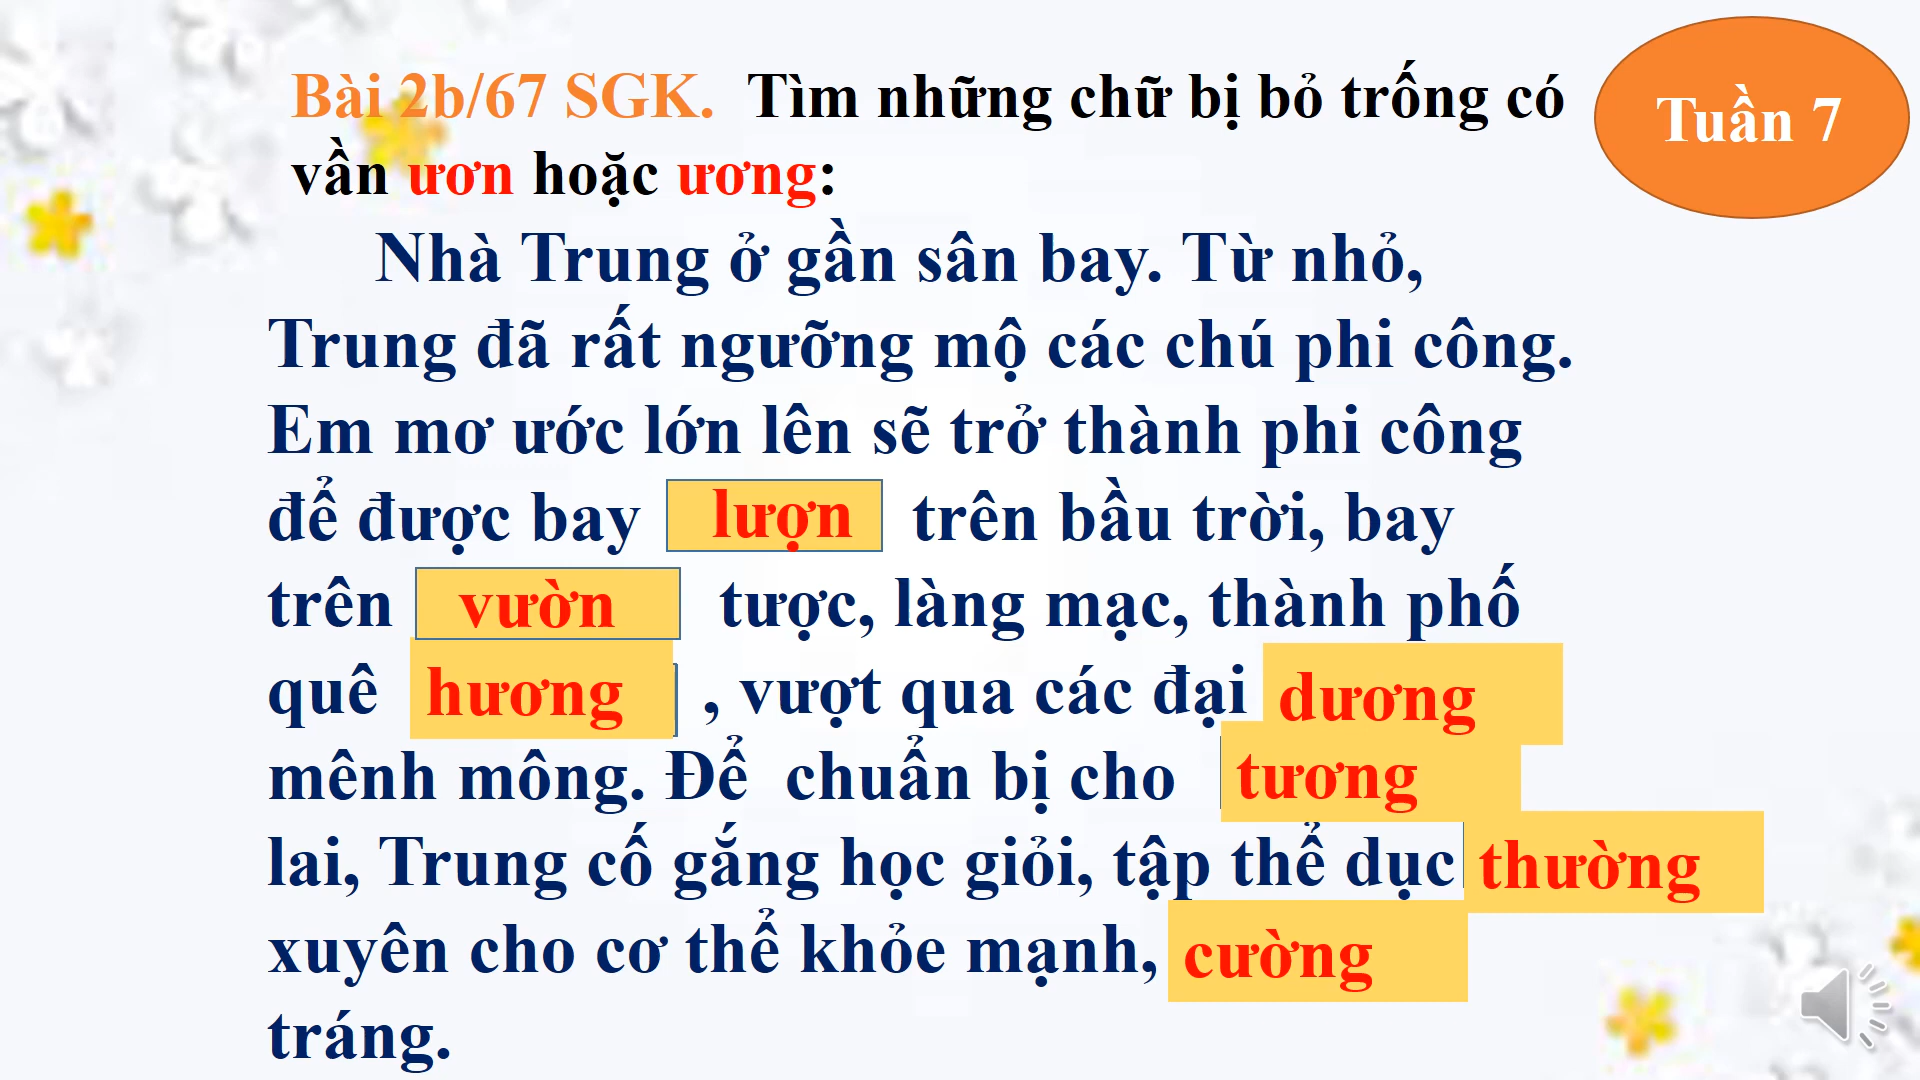 Bài 2b/67 SGK. Tìm những chữ bị bỏ trống có
vần ươn hoặc ương:
Tuần 7
Nhà Trung ở gần sân bay. Từ nhỏ,
Trung đã rất ngưỡng mộ các chú phi công.
Em mơ ước lớn lên sẽ trở thành phi công
để được bay lượn trên bầu trời, bay
trên vườn tược, làng mạc, thành phố
quê hương , vượt qua các đại dương
mênh mông. Để chuẩn bị cho tương
lai, Trung cố gắng học giỏi, tập thể dục thường
xuyên cho cơ thể khỏe mạnh, cường
tráng.